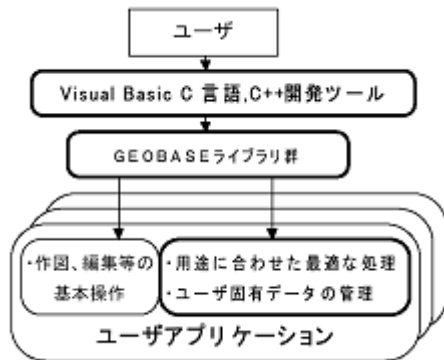 ユーザ
Visual Basic C 言語,C++開発ツール
GEOBASEライブラリ群
・作図、編集等の
基本操作
・用途に合わせた最適な処理
・ユーザ固有データの管理
ユーザアプリケーション